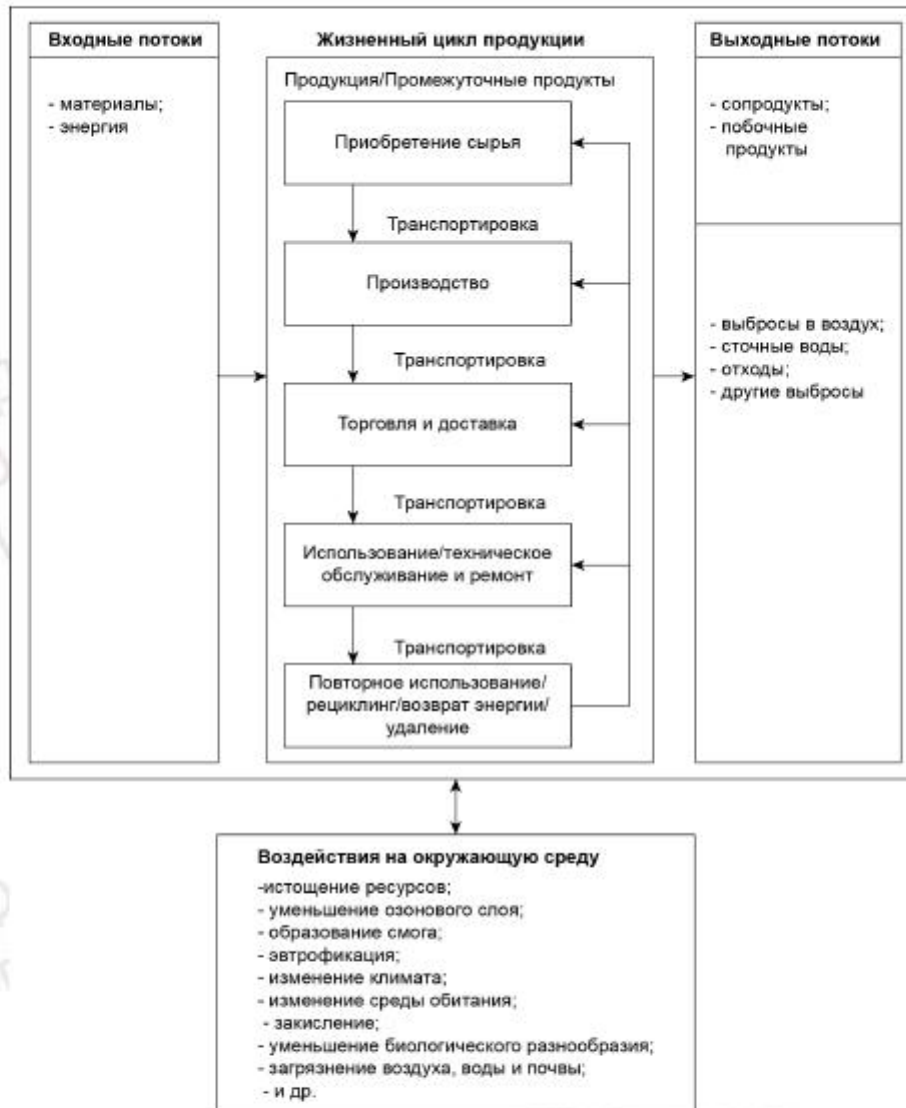 Входные потоки
- материалы;
- энергия
Жизненный цикл продукции
Продукция/Промежуточные продукты
Приобретение сырья
Транспортировка
Производство
Транспортировка
Торговля и доставка
Транспортировка
Использование/техническое
обслуживание и ремонт
Транспортировка
Повторное использование/
рециклинг/возврат энергии/
удаление
Выходные потоки
- сопродукты;
- побочные
продукты
- выбросы в воздух;
- сточные воды;
- отходы;
- другие выбросы
Воздействия на окружающую среду
-истощение ресурсов;
- уменьшение озонового слоя;
- образование смога;
- эвтрофикация;
- изменение климата;
- изменение среды обитания;
- закисление;
- уменьшение биологического разнообразия;
- загрязнение воздуха, воды и почвы;
- и др.